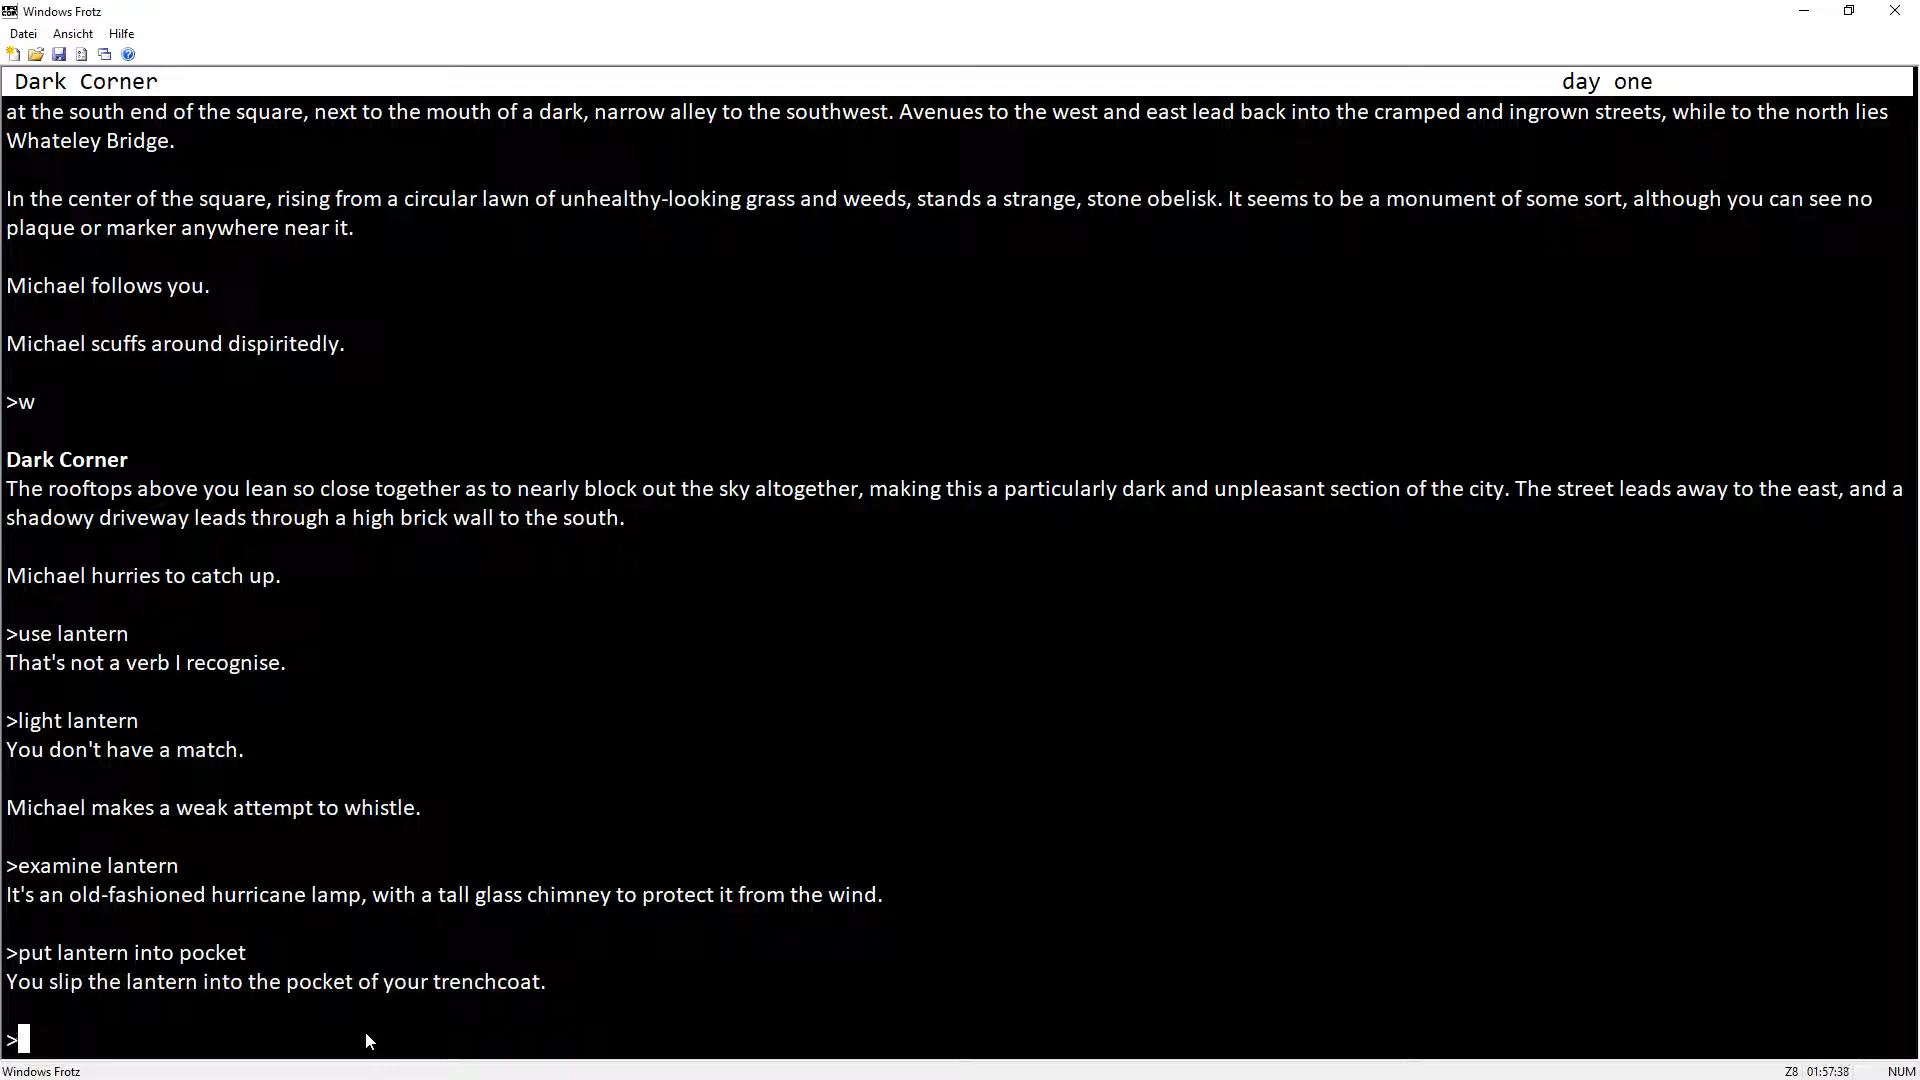 Windows Frotz
Datei Ansicht Hilfe
Dark Corner day one
at the south end of the square, next to the mouth of a dark, narrow alley to the southwest. Avenues to the west and east lead back into the cramped and ingrown streets, while to the north lies
Whateley Bridge.
In the center of the square, rising from a circular lawn of unhealthy-looking grass and weeds, stands a strange, stone obelisk. It seems to be a monument of some sort, although you can see no
plaque or marker anywhere near it.
Michael follows you.
Michael scuffs around dispiritedly.
>w
Dark Corner
The rooftops above you lean so close together as to nearly block out the sky altogether, making this a particularly dark and unpleasant section of the city. The street leads away to the east, and a
shadowy driveway leads through a high brick wall to the south.
Michael hurries to catch up.
>use lantern
That's not a verb I recognise.
>light lantern
You don't have a match.
Michael makes a weak attempt to whistle.
>examine lantern
It's an old-fashioned hurricane lamp, with a tall glass chimney to protect it from the wind.
>put lantern into pocket
You slip the lantern into the pocket of your trenchcoat.
>
Windows Frotz Z8 01:57:38 NUM